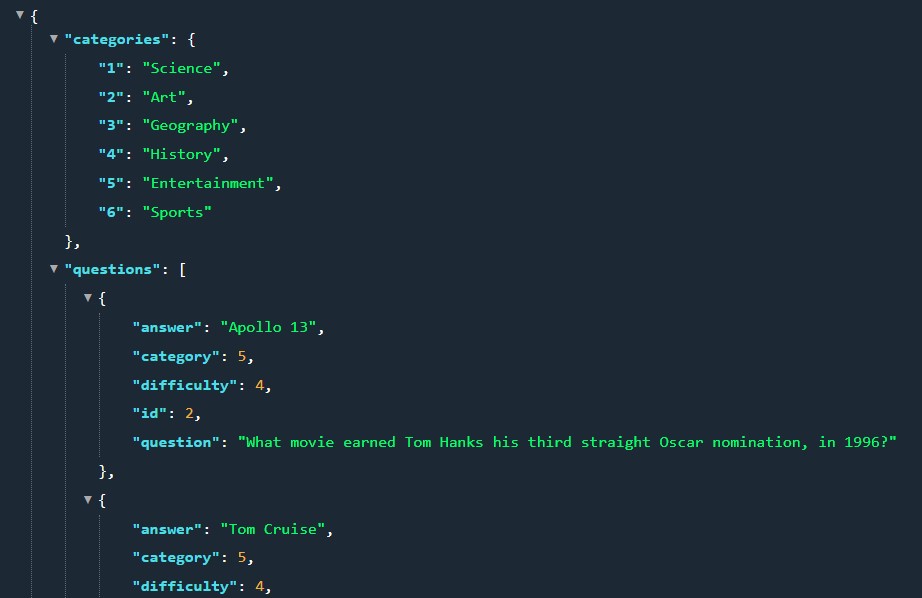 {
"categories": {
"1": "Science",
"2": "Art",
"3": "Geography",
"4": "History",
"5": "Entertainment",
"6": "Sports"
},
"questions": [
{
"answer": "Apollo 13",
"category": 5,
"difficulty": 4,
"id": 2,
"question": "What movie earned Tom Hanks his third straight Oscar nomination, in 1996?"
},
{
"answer": "Tom Cruise",
"category": 5,
"difficulty": 4,